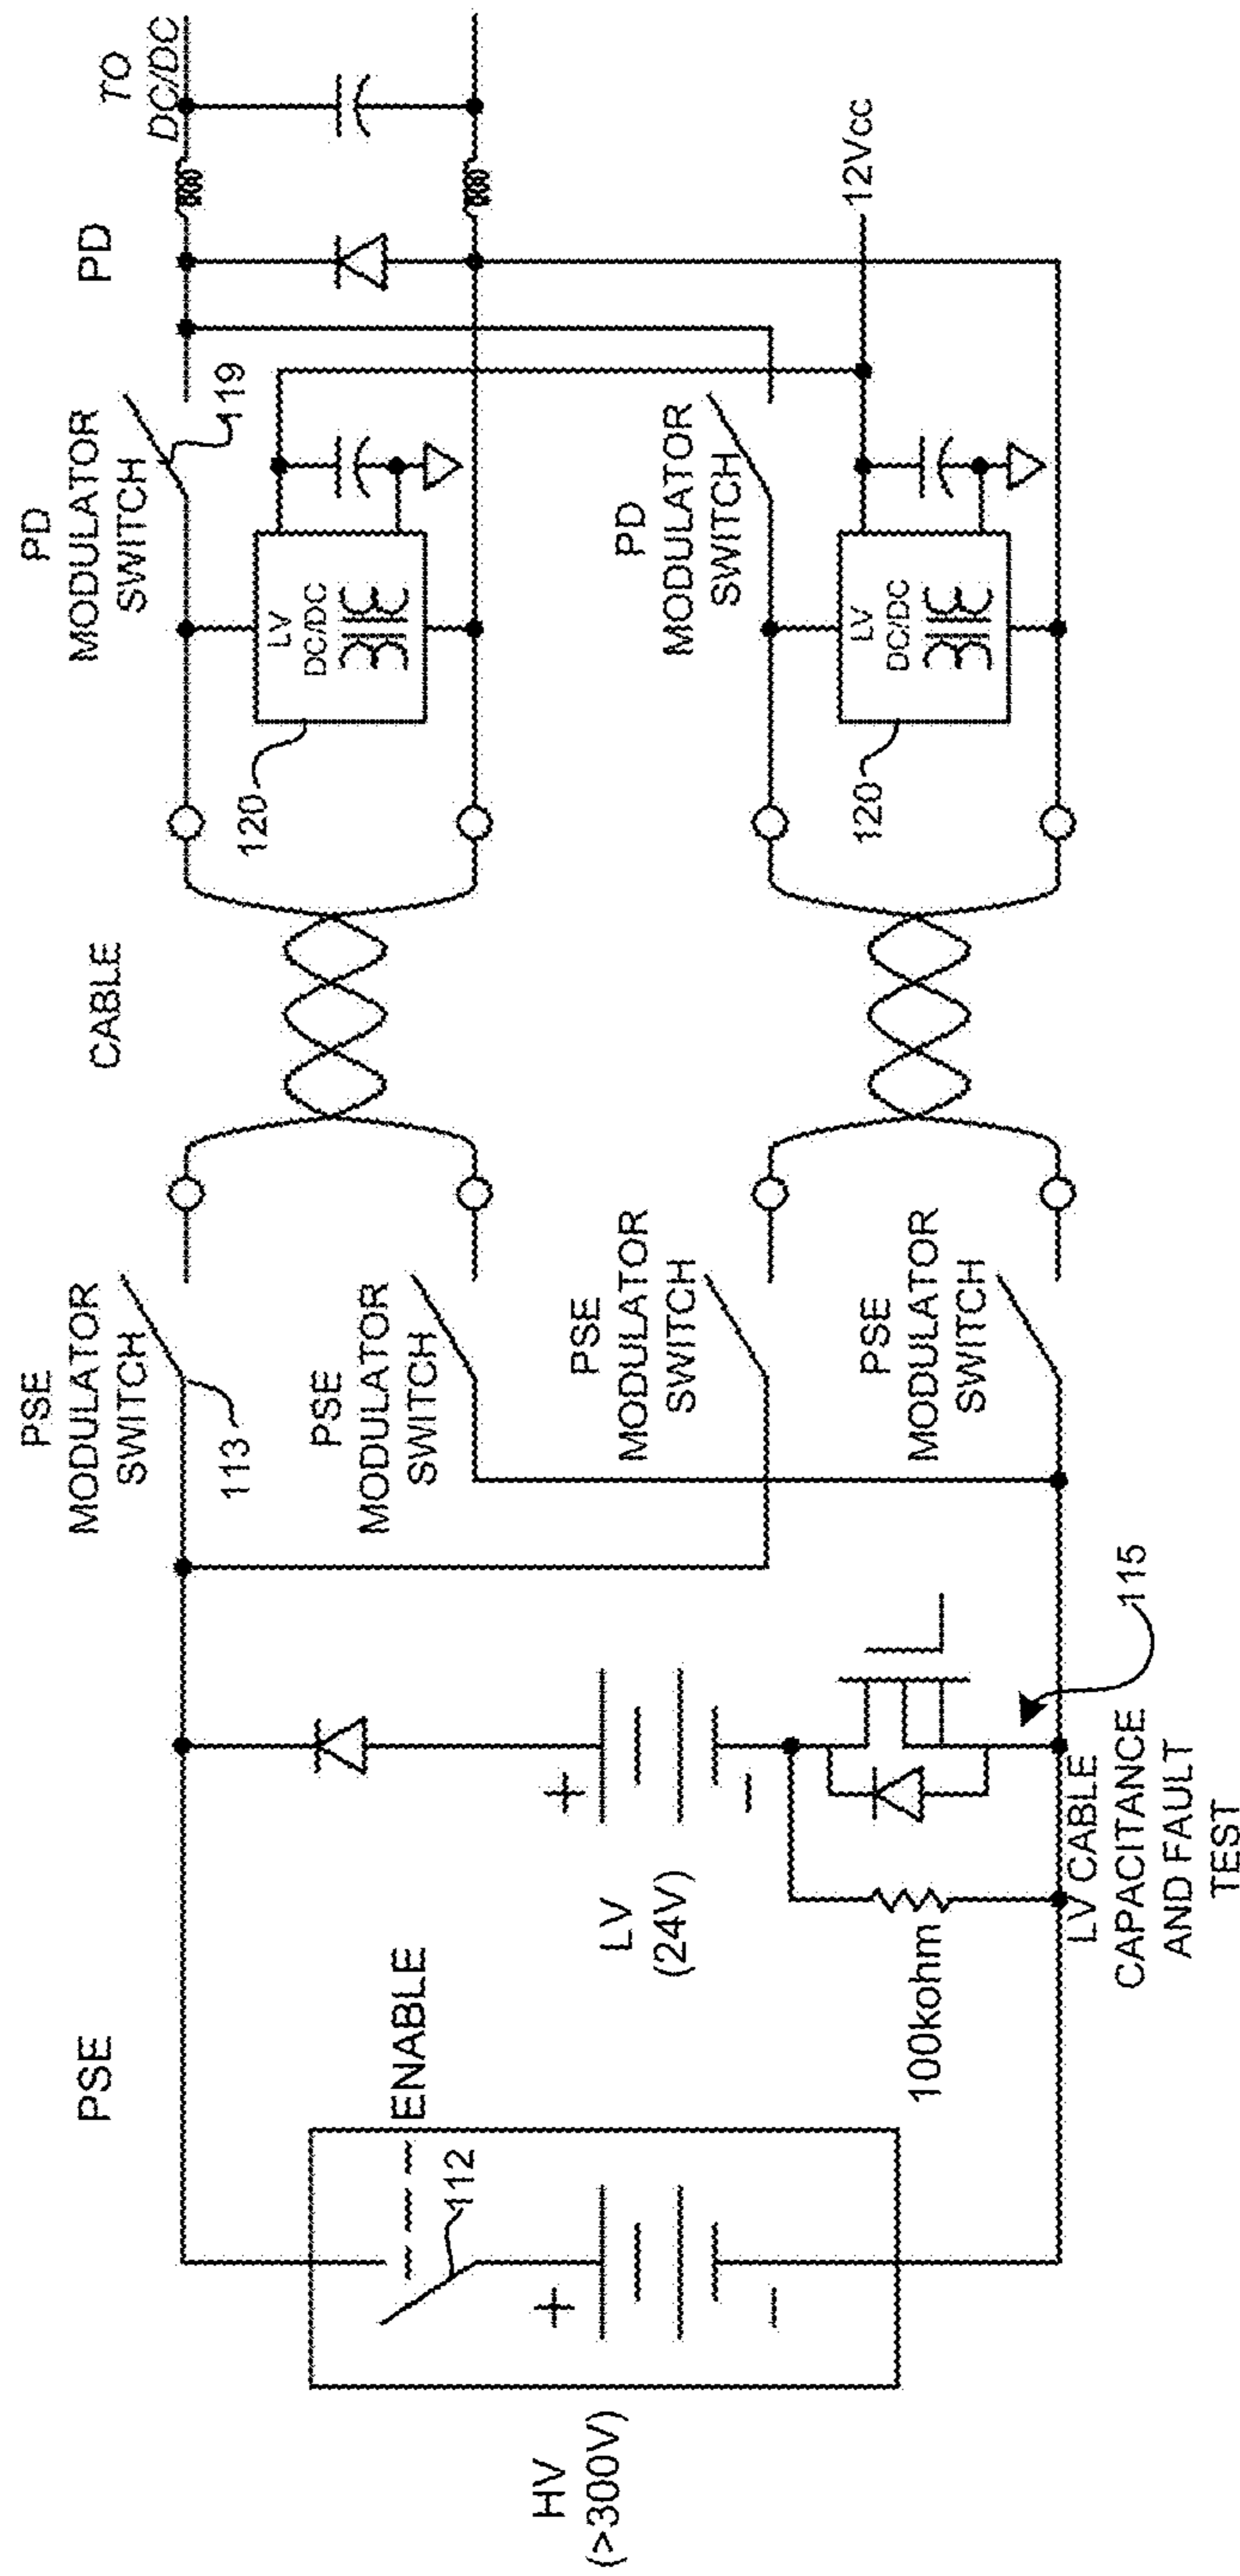 PSE
CABLE
PD
TO
DC/DC
HV
(>300V)
ENABLE
112
+
−
LV
(24V)
+
−
100kohm
LV CABLE
CAPACITANCE
AND FAULT
TEST
115
PSE
MODULATOR
SWITCH
113
PSE
MODULATOR
SWITCH
PSE
MODULATOR
SWITCH
PSE
MODULATOR
SWITCH
PD
MODULATOR
SWITCH
119
LV
DC/DC
120
PD
MODULATOR
SWITCH
LV
DC/DC
120
12Vcc